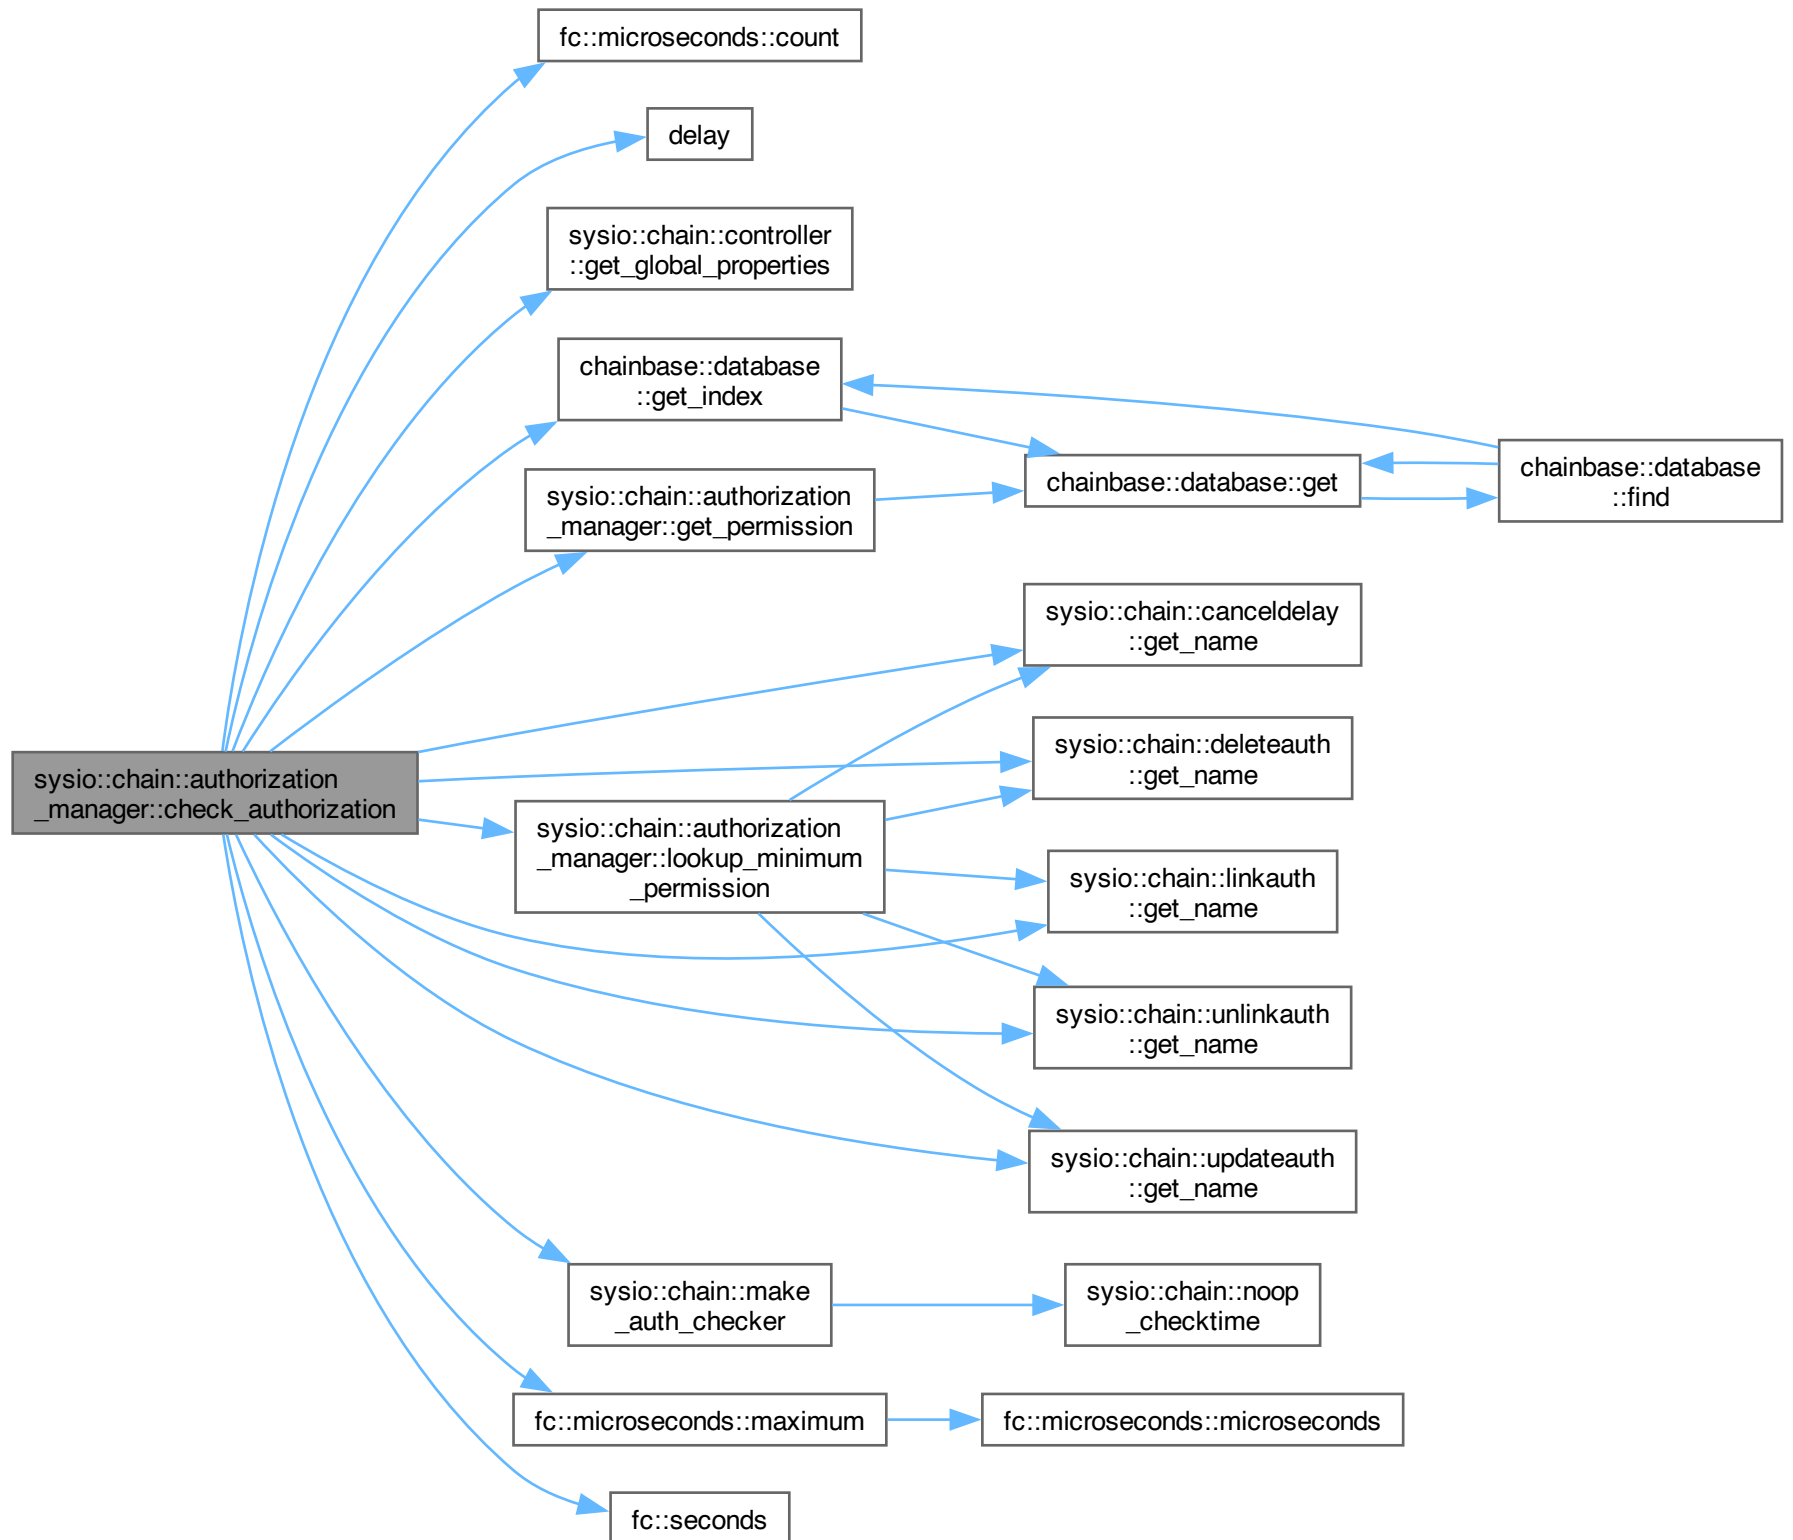 fc::microseconds::count
delay
sysio::chain::controller
::get_global_properties
chainbase::database
::get_index
sysio::chain::authorization
_manager::get_permission
chainbase::database::get
chainbase::database
::find
sysio::chain::canceldelay
::get_name
sysio::chain::deleteauth
::get_name
sysio::chain::authorization
_manager::check_authorization
sysio::chain::authorization
_manager::lookup_minimum
_permission
sysio::chain::linkauth
::get_name
sysio::chain::unlinkauth
::get_name
sysio::chain::updateauth
::get_name
sysio::chain::make
_auth_checker
sysio::chain::noop
_checktime
fc::microseconds::maximum
fc::microseconds::microseconds
fc::seconds